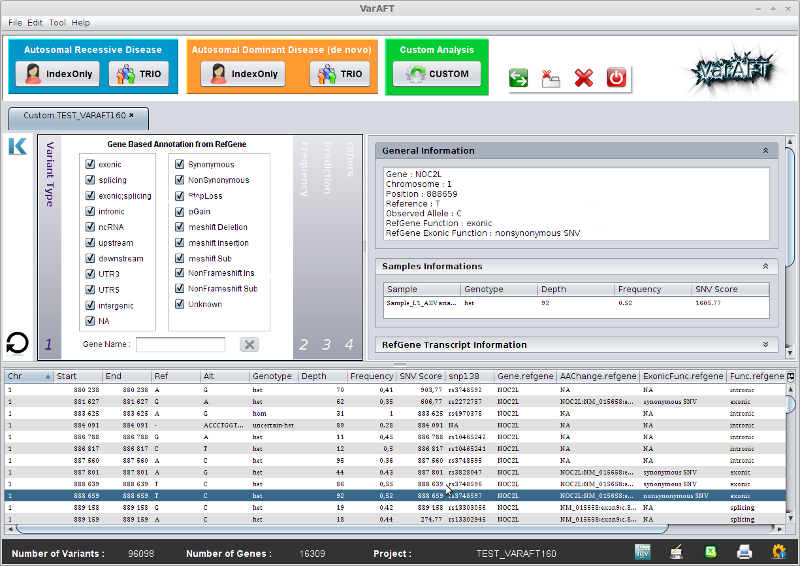 VarAFT
File Edit Tool Help
Autosomal Recessive Disease
IndexOnly TRIO
Autosomal Dominant Disease (de novo)
IndexOnly TRIO
Custom Analysis
CUSTOM
varAFT
Custom TEST_VARAFT160
K
Variant Type
1
Gene Based Annotation from RefGene
exonic
splicing
exonic;splicing
intronic
ncRNA
upstream
downstream
UTR3
UTR5
intergenic
NA
Synonymous
NonSynonymous
StopLoss
pGain
meshift Deletion
meshift Insertion
meshift Sub
NonFrameshift Ins
NonFrameshift Sub
Unknown
Gene Name :
Frequency
2
Prediction
3
Others
4
General Information
Gene : NOC2L
Chromosome : 1
Position : 888659
Reference : T
Observed Allele : C
RefGene Function : exonic
RefGene Exonic Function : nonsynonymous SNV
Samples Informations
Sample Genotype Depth Frequency SNV Score
Sample_L1_AllVaria... het 92 0.52 1605.77
RefGene Transcript Information
Chr Start End Ref Alt Genotype Depth Frequency SNV Score snp138 Gene.refgene AAChange.refgene ExonicFunc.refgene Func.refgene
1 880 238 880 238 A G het 70 0,41 903,77 rs3748592 NOC2L NA NA intronic
1 881 627 881 627 G A het 62 0,35 606,77 rs2272757 NOC2L NOC2L:NM_015658:e... synonymous SNV exonic
1 883 625 883 625 A G hom 31 1 883 625 rs4970378 NOC2L NA NA intronic
1 884 091 884 091 - ACCCTGGT... uncertain-het 89 0,28 884 091 NA NOC2L NA NA intronic
1 886 788 886 788 G A het 11 0,45 886 788 rs10465242 NOC2L NA NA intronic
1 886 817 886 817 C T het 12 0,5 886 817 rs10465241 NOC2L NA NA intronic
1 887 560 887 560 A C het 95 0,36 887 560 rs3748595 NOC2L NA NA intronic
1 887 801 887 801 A G het 44 0,43 887 801 rs3828047 NOC2L NOC2L:NM_015658:e... synonymous SNV exonic
1 888 639 888 639 T C het 86 0,55 888 639 rs3748596 NOC2L NOC2L:NM_015658:e... synonymous SNV exonic
1 888 659 888 659 T C het 92 0,52 888 659 rs3748597 NOC2L NOC2L:NM_015658:e... nonsynonymous SNV exonic
1 889 158 889 158 G C het 19 0,42 889 158 rs13303056 NOC2L NM_015658:exon9:c.8... NA splicing
1 889 159 889 159 A C het 18 0,44 274,77 rs13302945 NOC2L NM_015658:exon9:c.8... NA splicing
Number of Variants : 96098 Number of Genes : 16309 Project : TEST_VARAFT160